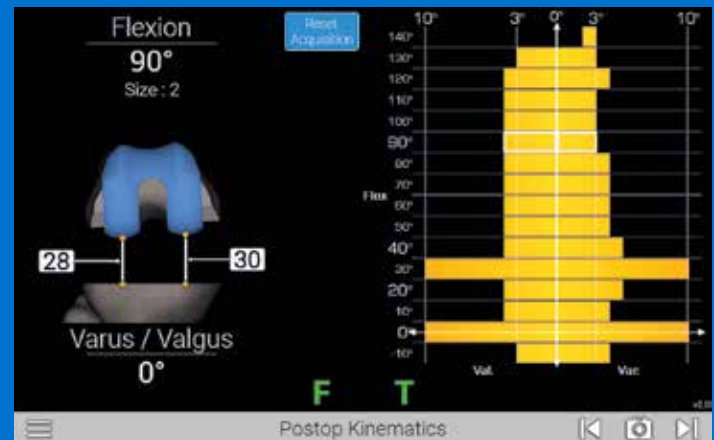 Flexion
90°
Size : 2
28
30
Varus / Valgus
0°
Reset
Acquisition
10°
3°
0°
3°
10°
140°
130°
120°
110°
100°
90°
80°
70°
Flex
60°
50°
40°
30°
20°
10°
0°
-10°
Val.
Var.
F
T
Postop Kinematics